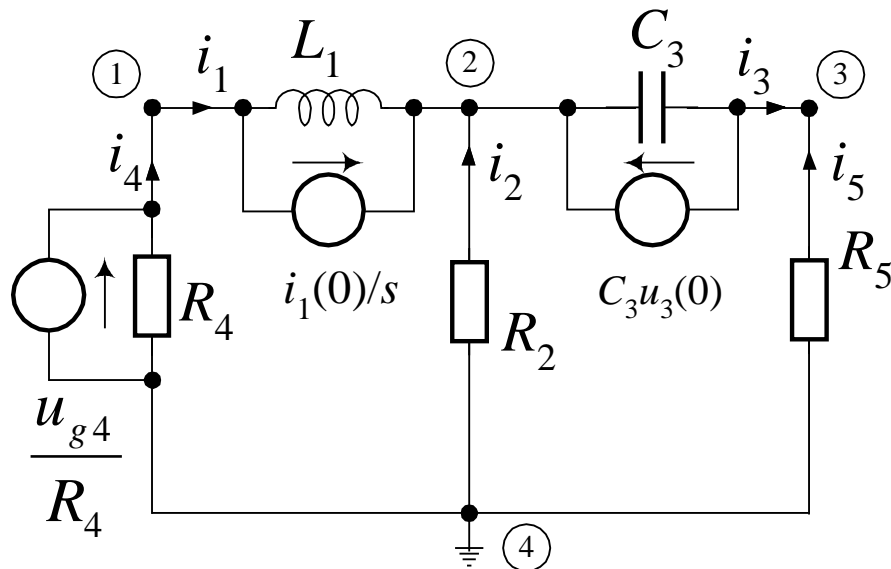 L₁
C₃
1
i₁
2
i₃
3
i₄
i₂
i₅
R₄
i₁(0)/s
C₃u₃(0)
R₅
R₂
u_g4
R₄
4